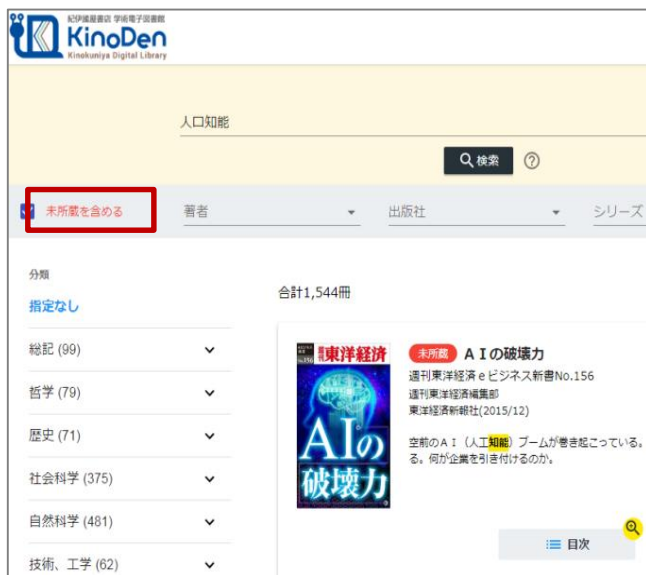 紀伊國屋書店 学術電子図書館
KinoDen
Kinokuniya Digital Library
人口知能
検索
未所蔵を含める
著者
出版社
シリーズ
分類
指定なし
合計1,544冊
総記 (99)
哲学 (79)
歴史 (71)
社会科学 (375)
自然科学 (481)
技術、工学 (62)
週刊東洋経済
No.156
AIの
破壊力
未所蔵 AIの破壊力
週刊東洋経済eビジネス新書No.156
週刊東洋経済編集部
東洋経済新報社(2015/12)
空前のAI（人工知能）ブームが巻き起こっている。
る。何が企業を引き付けるのか。
目次